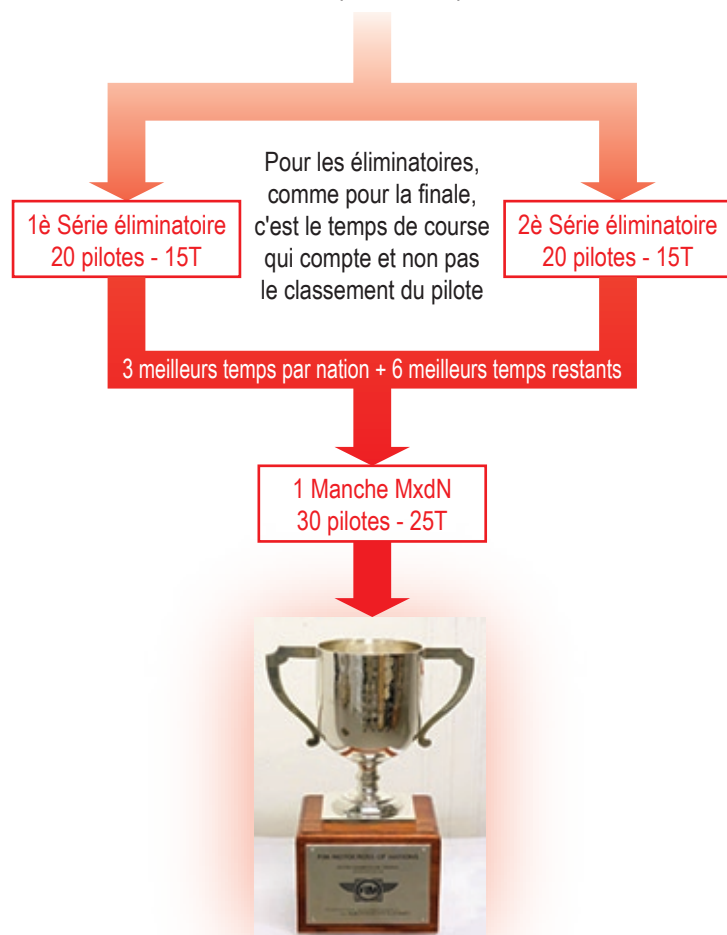 Pour les éliminatoires,
comme pour la finale,
c'est le temps de course
qui compte et non pas
le classement du pilote
1è Série éliminatoire
20 pilotes - 15T
2è Série éliminatoire
20 pilotes - 15T
3 meilleurs temps par nation + 6 meilleurs temps restants
1 Manche MxdN
30 pilotes - 25T
FIM MOTOCROSS OF NATIONS